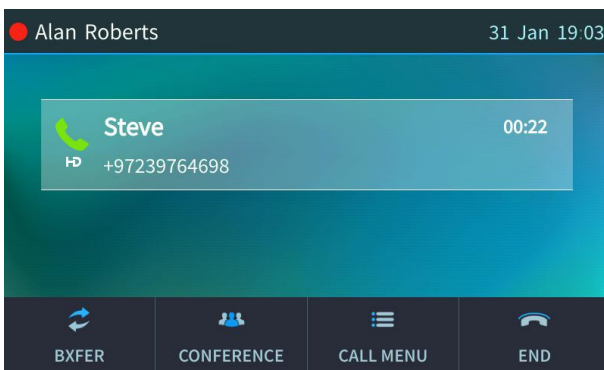 Alan Roberts 31 Jan 19:03
Steve 00:22
HD +97239764698
BXFER CONFERENCE CALL MENU END